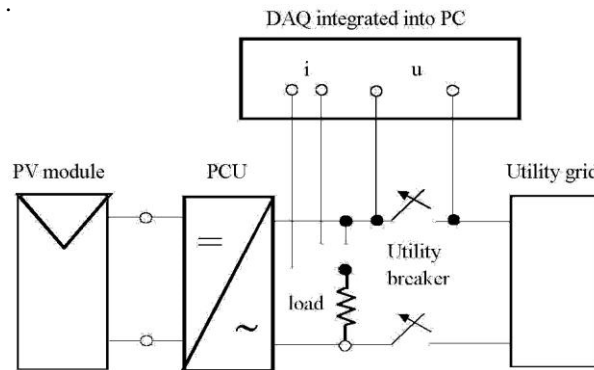 .
DAQ integrated into PC
i u
PV module PCU Utility grid
=
Utility
breaker
load
~